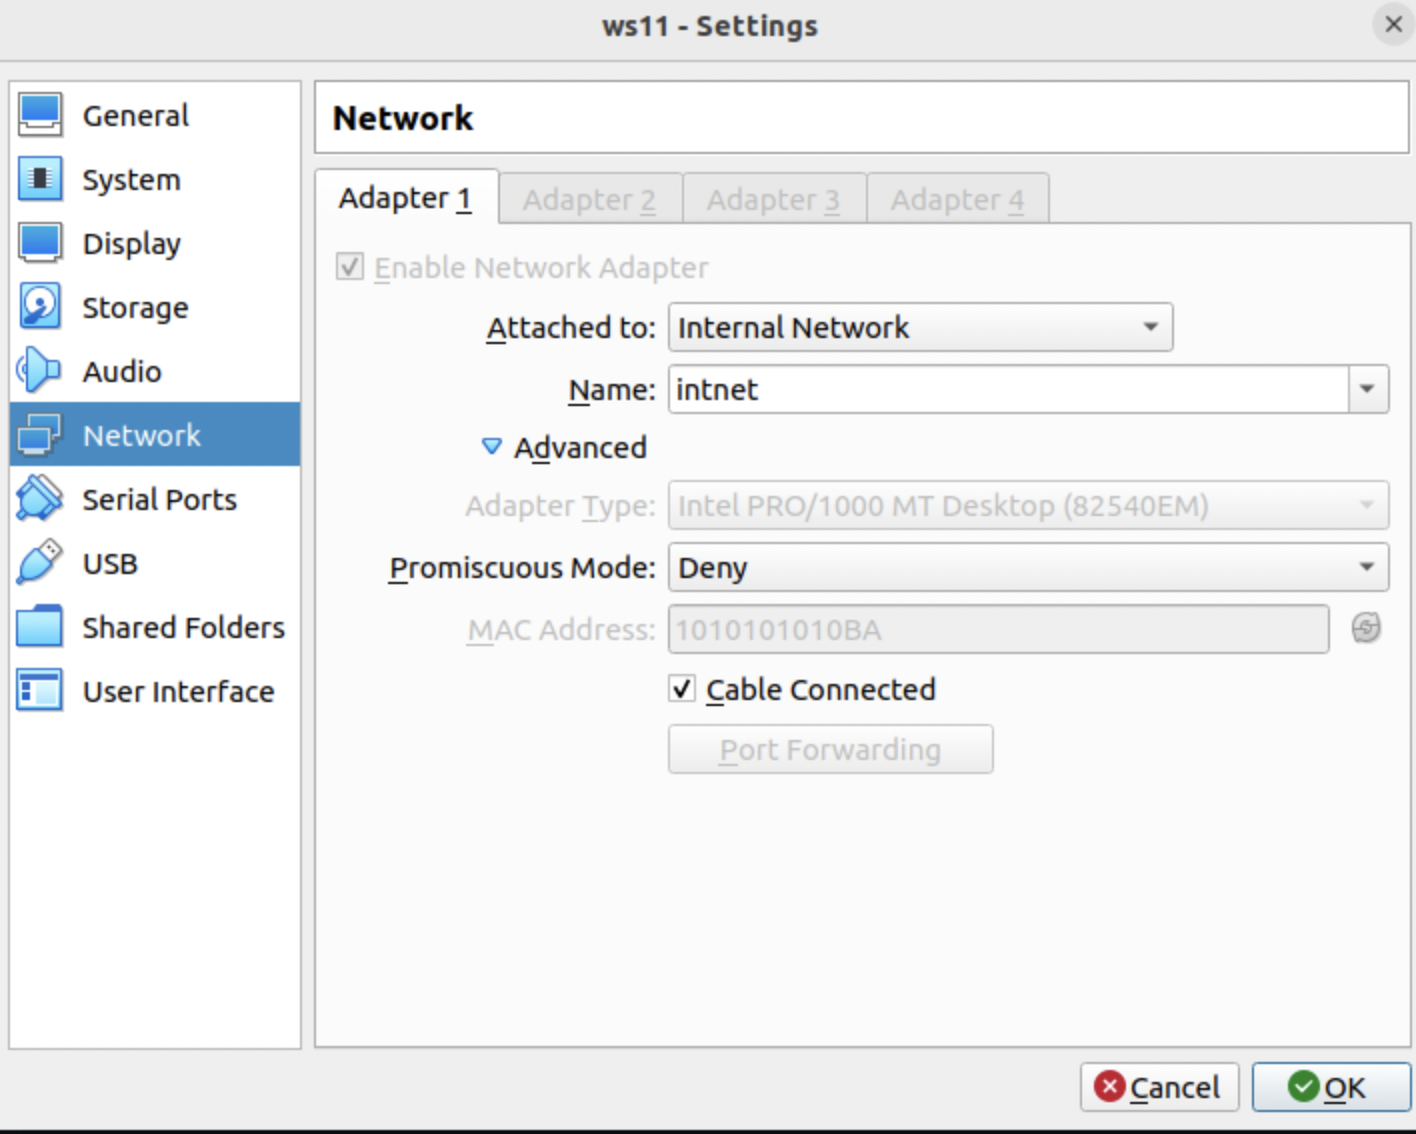 ws11 - Settings
General
System
Display
Storage
Audio
Network
Serial Ports
USB
Shared Folders
User Interface
Network
Adapter 1 Adapter 2 Adapter 3 Adapter 4
Enable Network Adapter
Attached to: Internal Network
Name: intnet
Advanced
Adapter Type: Intel PRO/1000 MT Desktop (82540EM)
Promiscuous Mode: Deny
MAC Address: 1010101010BA
Cable Connected
Port Forwarding
Cancel OK